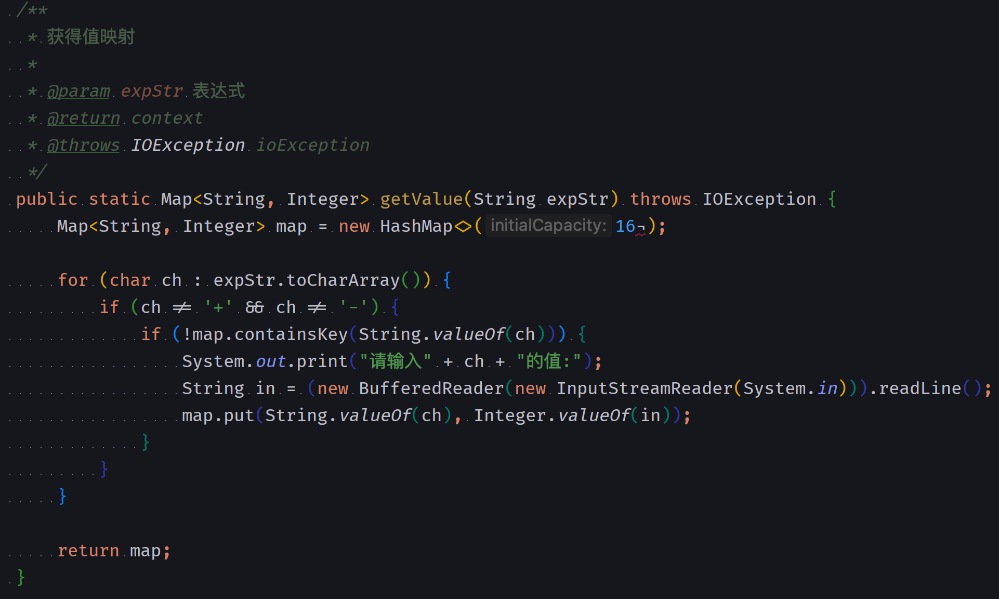 /**
 * 获得值映射
 *
 * @param expStr 表达式
 * @return context
 * @throws IOException ioException
 */
public static Map<String, Integer> getValue(String expStr) throws IOException {
    Map<String, Integer> map = new HashMap<>( initialCapacity: 16¬);

    for (char ch : expStr.toCharArray()) {
        if (ch != '+' && ch != '-') {
            if (!map.containsKey(String.valueOf(ch))) {
                System.out.print("请输入" + ch + "的值:");
                String in = (new BufferedReader(new InputStreamReader(System.in))).readLine();
                map.put(String.valueOf(ch), Integer.valueOf(in));
            }
        }
    }

    return map;
}